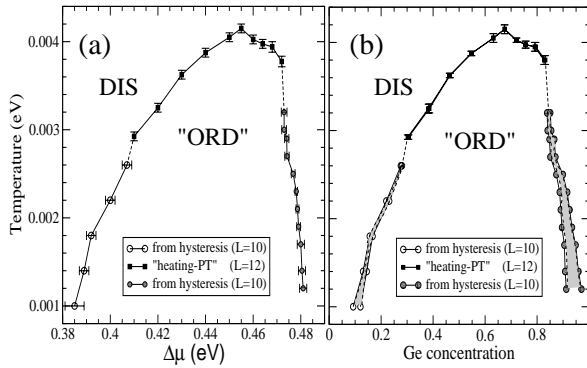 (a)
DIS
"ORD"
from hysteresis (L=10)
"heating-PT" (L=12)
from hysteresis (L=10)
Temperature (eV)
0.004
0.003
0.002
0.001
0.38 0.4 0.42 0.44 0.46 0.48
Δμ (eV)
(b)
DIS
"ORD"
from hysteresis (L=10)
"heating-PT" (L=12)
from hysteresis (L=10)
0 0.2 0.4 0.6 0.8 1
Ge concentration